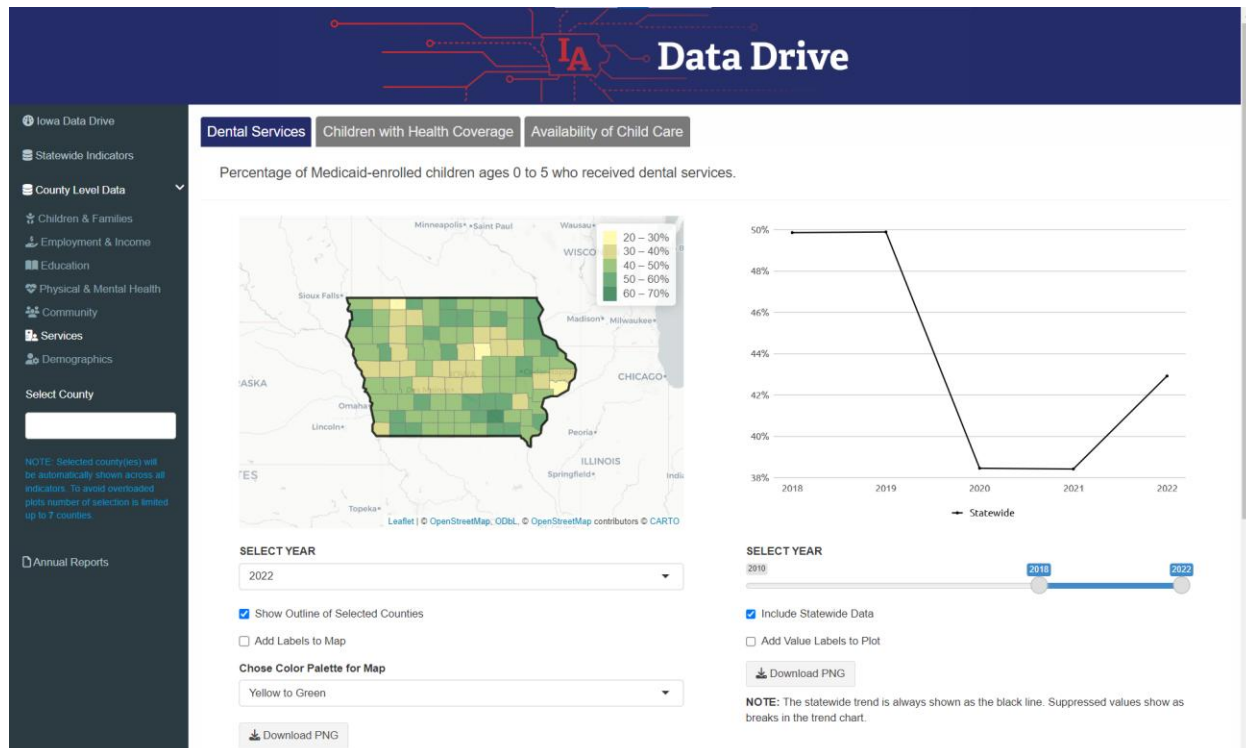 IA Data Drive
Iowa Data Drive
Statewide Indicators
County Level Data
Children & Families
Employment & Income
Education
Physical & Mental Health
Community
Services
Demographics
Select County
NOTE: Selected county(ies) will
be automatically shown across all
indicators. To avoid overloaded
plots number of selection is limited
up to 7 counties.
Annual Reports
Dental Services
Children with Health Coverage
Availability of Child Care
Percentage of Medicaid-enrolled children ages 0 to 5 who received dental services.
Minneapolis
Saint Paul
Wausau
WISCO
20 – 30%
30 – 40%
40 – 50%
50 – 60%
60 – 70%
Sioux Falls
Madison
Milwaukee
ASKA
CHICAGO
Omaha
Lincoln
Peoria
ILLINOIS
TES
Springfield
Indi
Topeka
Leaflet | © OpenStreetMap, ODbL, © OpenStreetMap contributors © CARTO
SELECT YEAR
2022
Show Outline of Selected Counties
Add Labels to Map
Chose Color Palette for Map
Yellow to Green
Download PNG
50%
48%
46%
44%
42%
40%
38%
2018 2019 2020 2021 2022
Statewide
SELECT YEAR
2010 2018 2022
Include Statewide Data
Add Value Labels to Plot
Download PNG
NOTE: The statewide trend is always shown as the black line. Suppressed values show as
breaks in the trend chart.